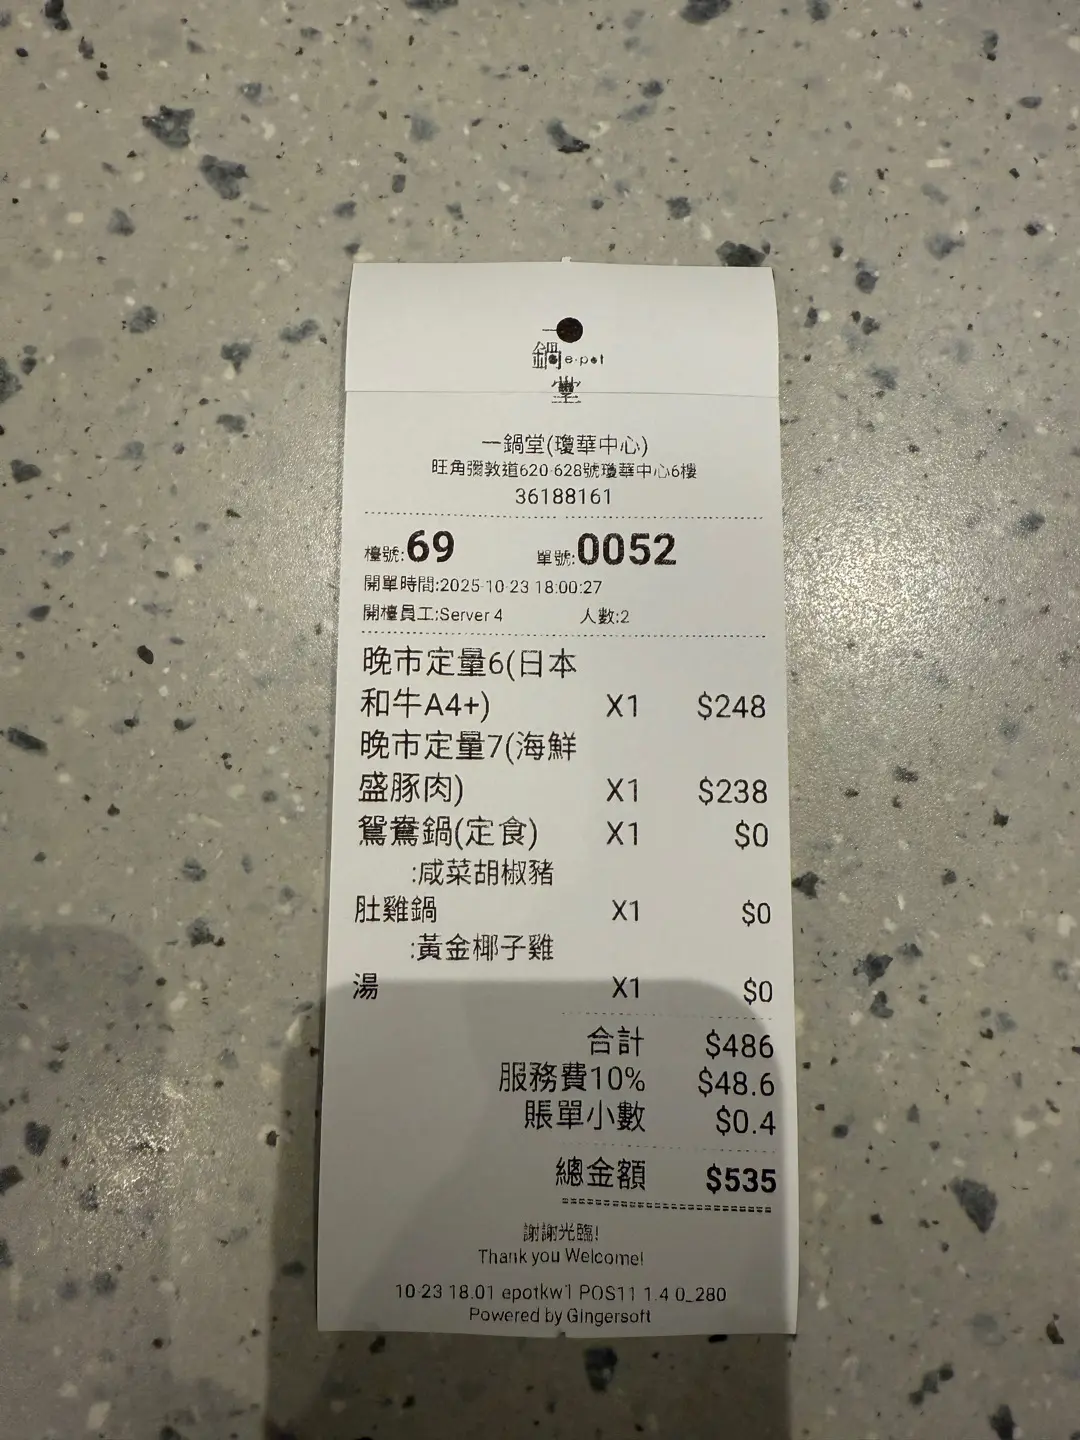 一
鍋 e·pot
堂
一鍋堂(瓊華中心)
旺角彌敦道620-628號瓊華中心6樓
36188161
檯號:69 單號:0052
開單時間:2025-10-23 18:00:27
開檯員工:Server 4 人數:2
晚市定量6(日本
和牛A4+) X1 $248
晚市定量7(海鮮
盛豚肉) X1 $238
鴛鴦鍋(定食) X1 $0
:咸菜胡椒豬
肚雞鍋 X1 $0
:黃金椰子雞
湯 X1 $0
合計 $486
服務費10% $48.6
賬單小數 $0.4
總金額 $535
謝謝光臨!
Thank you Welcome!
10-23 18:01 epotkw1 POS11 1.4.0_280
Powered by Gingersoft